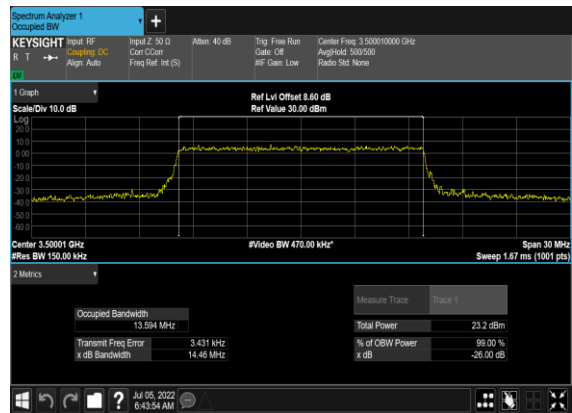 Spectrum Analyzer 1
Occupied BW
+
KEYSIGHT Input: RF Input Z: 50 Ω Atten: 40 dB Trig: Free Run Center Freq: 3.500010000 GHz
R T Coupling: DC Corr CCorr Gate: Off Avg|Hold: 500/500
Align: Auto Freq Ref: Int (S) #IF Gain: Low Radio Std: None
1 Graph
Ref Lvl Offset 8.60 dB
Scale/Div 10.0 dB Ref Value 30.00 dBm
Log
20.0
10.0
0.00
-10.0
-20.0
-30.0
-40.0
-50.0
-60.0
Center 3.50001 GHz #Video BW 470.00 kHz* Span 30 MHz
#Res BW 150.00 kHz Sweep 1.67 ms (1001 pts)
2 Metrics
Measure Trace Trace 1
Occupied Bandwidth
13.594 MHz Total Power 23.2 dBm
Transmit Freq Error 3.431 kHz % of OBW Power 99.00 %
x dB Bandwidth 14.46 MHz x dB -26.00 dB
? Jul 05, 2022
6:43:54 AM